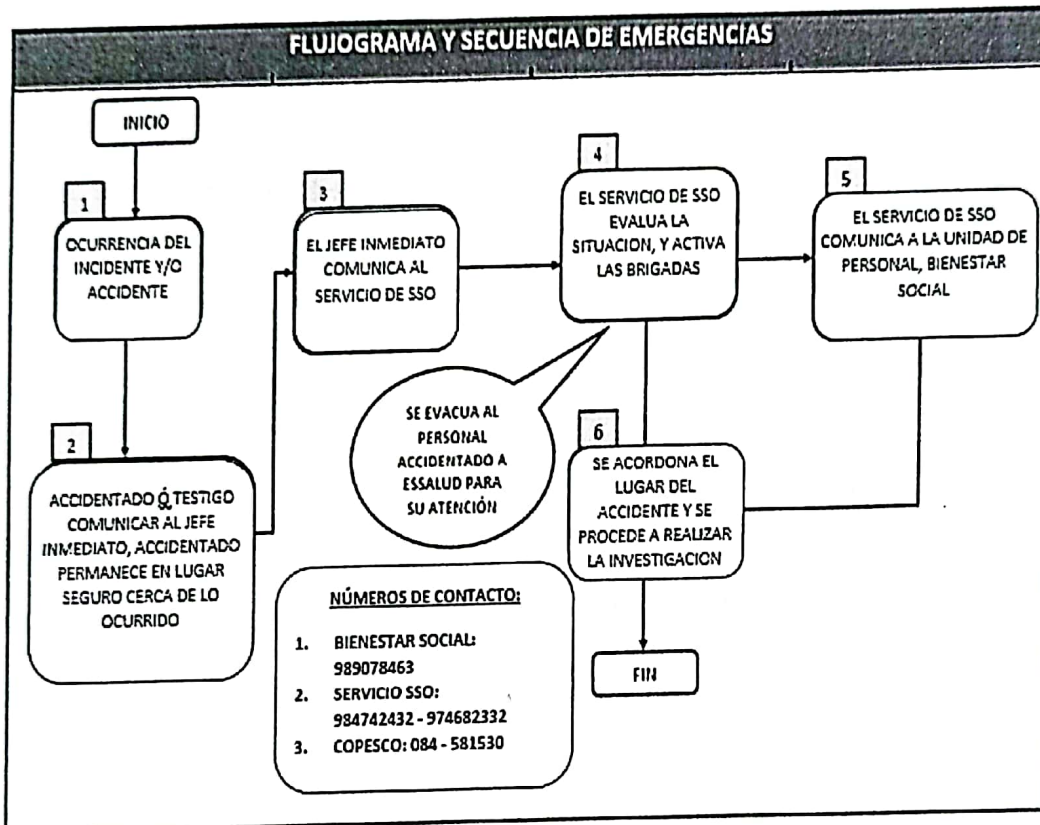 FLUJOGRAMA Y SECUENCIA DE EMERGENCIAS
INICIO
1
OCURRENCIA DEL
INCIDENTE Y/O
ACCIDENTE
2
ACCIDENTADO Ó TESTIGO
COMUNICAR AL JEFE
INMEDIATO, ACCIDENTADO
PERMANECE EN LUGAR
SEGURO CERCA DE LO
OCURRIDO
3
EL JEFE INMEDIATO
COMUNICA AL
SERVICIO DE SSO
4
EL SERVICIO DE SSO
EVALUA LA
SITUACION, Y ACTIVA
LAS BRIGADAS
SE EVACUA AL
PERSONAL
ACCIDENTADO A
ESSALUD PARA
SU ATENCIÓN
5
EL SERVICIO DE SSO
COMUNICA A LA UNIDAD DE
PERSONAL, BIENESTAR
SOCIAL
6
SE ACORDONA EL
LUGAR DEL
ACCIDENTE Y SE
PROCEDE A REALIZAR
LA INVESTIGACION
FIN
NÚMEROS DE CONTACTO:
1. BIENESTAR SOCIAL:
989078463
2. SERVICIO SSO:
984742432 - 974682332
3. COPESCO: 084 - 581530